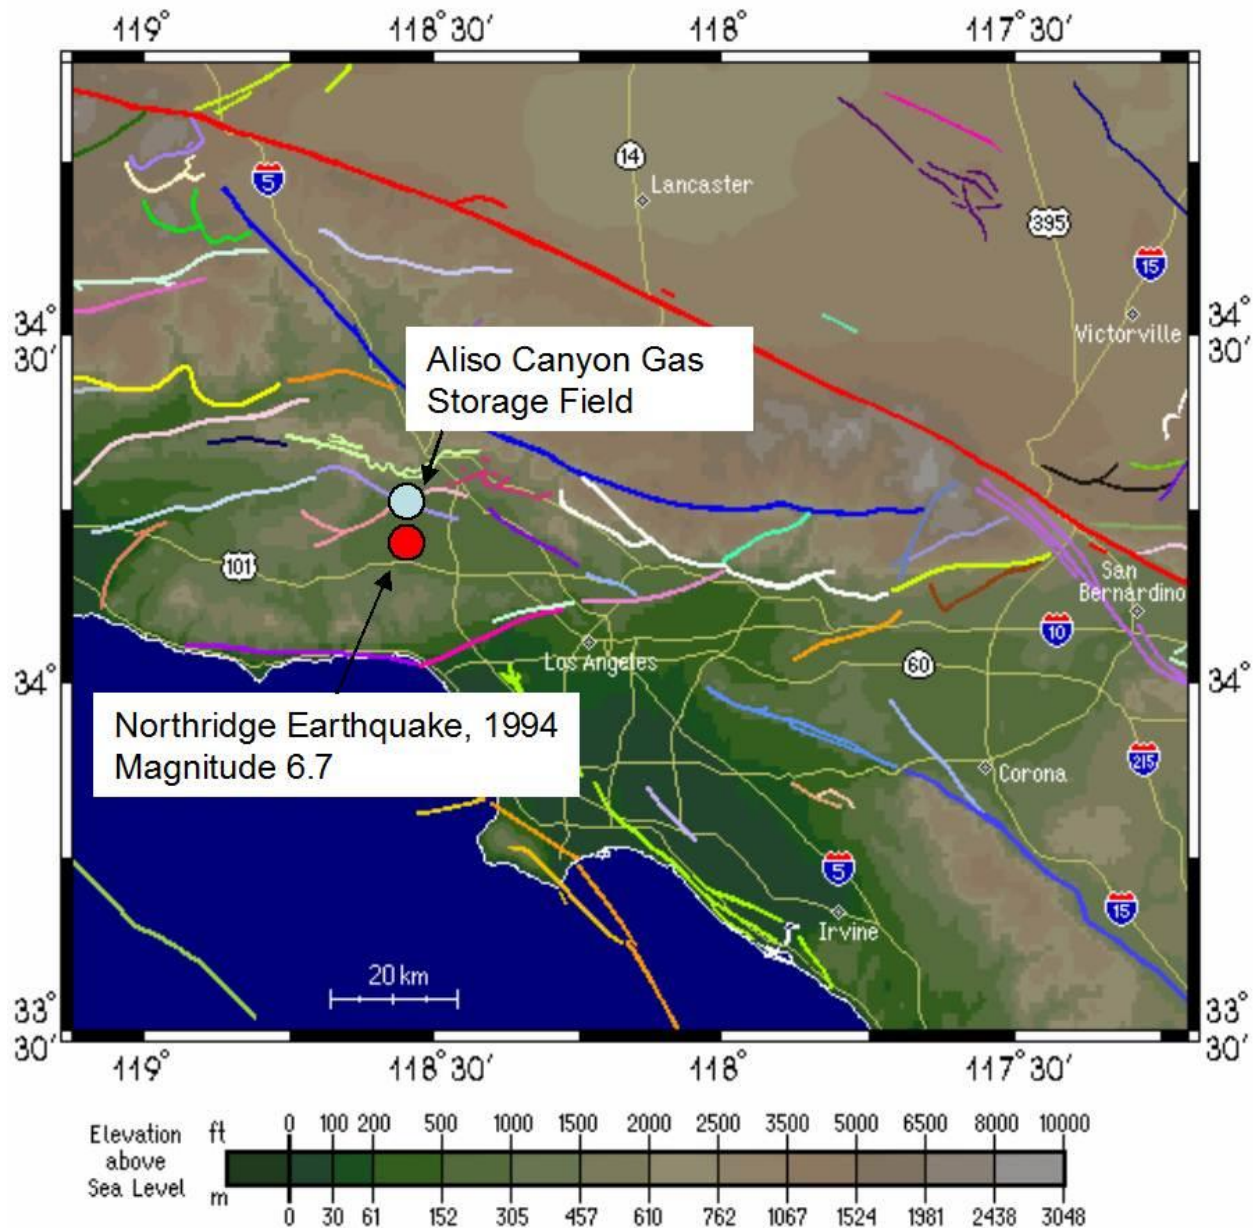 119° 118°30′ 118° 117°30′
14
5
Lancaster
395
15
34° 34°
30′ 30′
Victorville
Aliso Canyon Gas
Storage Field
101
San
Bernardino
10
Los Angeles
60
34° 34°
Northridge Earthquake, 1994
Magnitude 6.7
215
Corona
5
15
Irvine
20 km
33° 33°
30′ 30′
119° 118°30′ 118° 117°30′
Elevation
above
Sea Level
ft 0 100 200 500 1000 1500 2000 2500 3500 5000 6500 8000 10000
m 0 30 61 152 305 457 610 762 1067 1524 1981 2438 3048